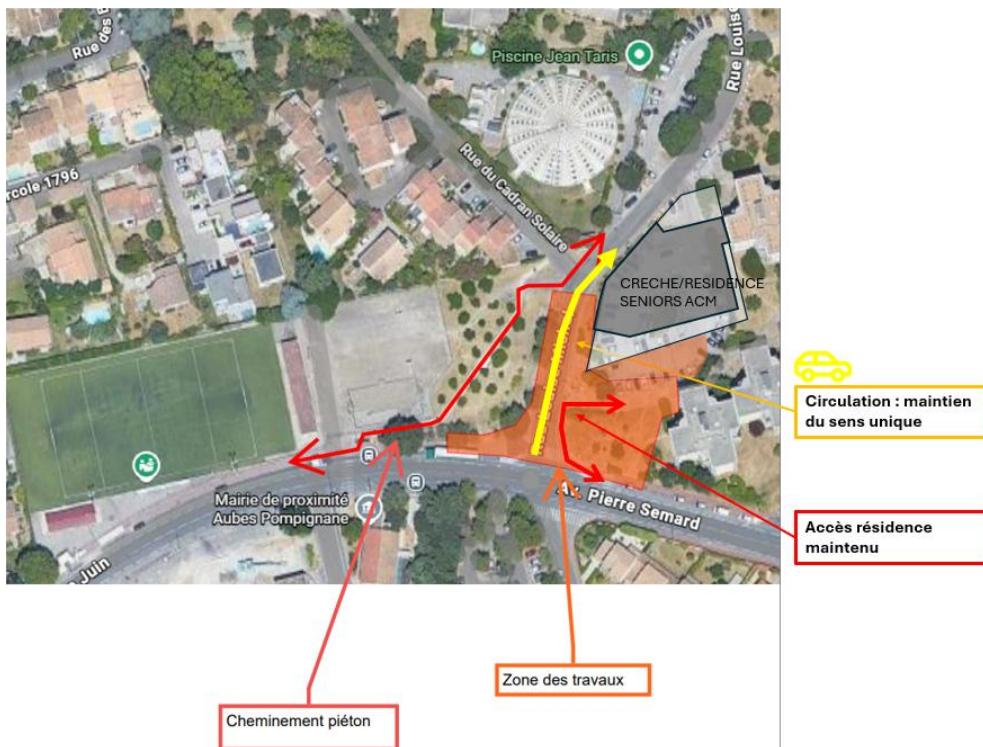 Rue des
Piscine Jean Taris
Rue Louise
rcole 1796
Rue du Cadran Solaire
CRECHE/RESIDENCE
SENIORS ACM
Circulation : maintien
du sens unique
Mairie de proximité
Aubes Pompignane
Av. Pierre Semard
Accès résidence
maintenu
Juin
Zone des travaux
Cheminement piéton